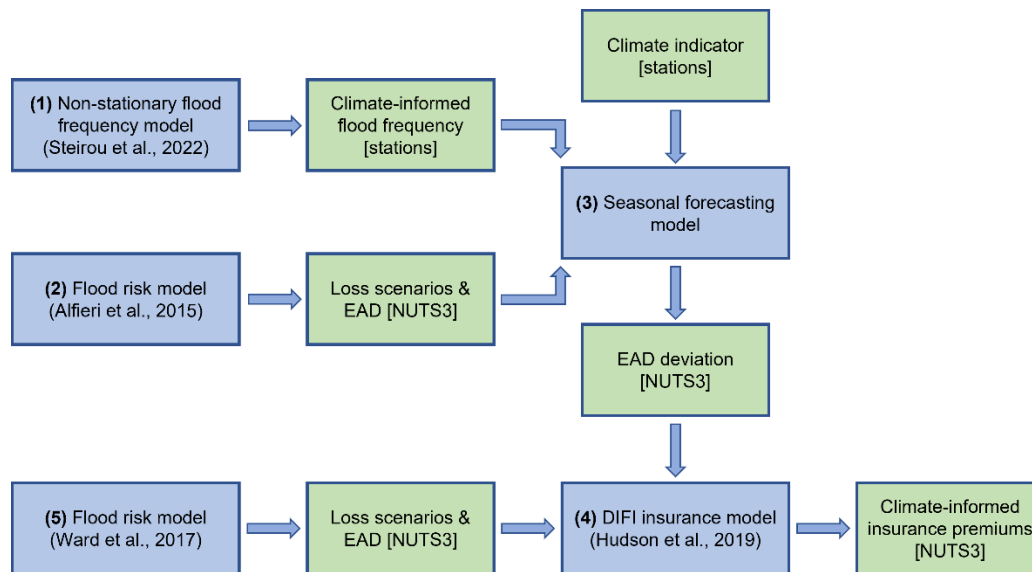 Climate indicator
[stations]
(1) Non-stationary flood
frequency model
(Steirou et al., 2022)
Climate-informed
flood frequency
[stations]
(3) Seasonal forecasting
model
(2) Flood risk model
(Alfieri et al., 2015)
Loss scenarios &
EAD [NUTS3]
EAD deviation
[NUTS3]
(5) Flood risk model
(Ward et al., 2017)
Loss scenarios &
EAD [NUTS3]
(4) DIFI insurance model
(Hudson et al., 2019)
Climate-informed
insurance premiums
[NUTS3]